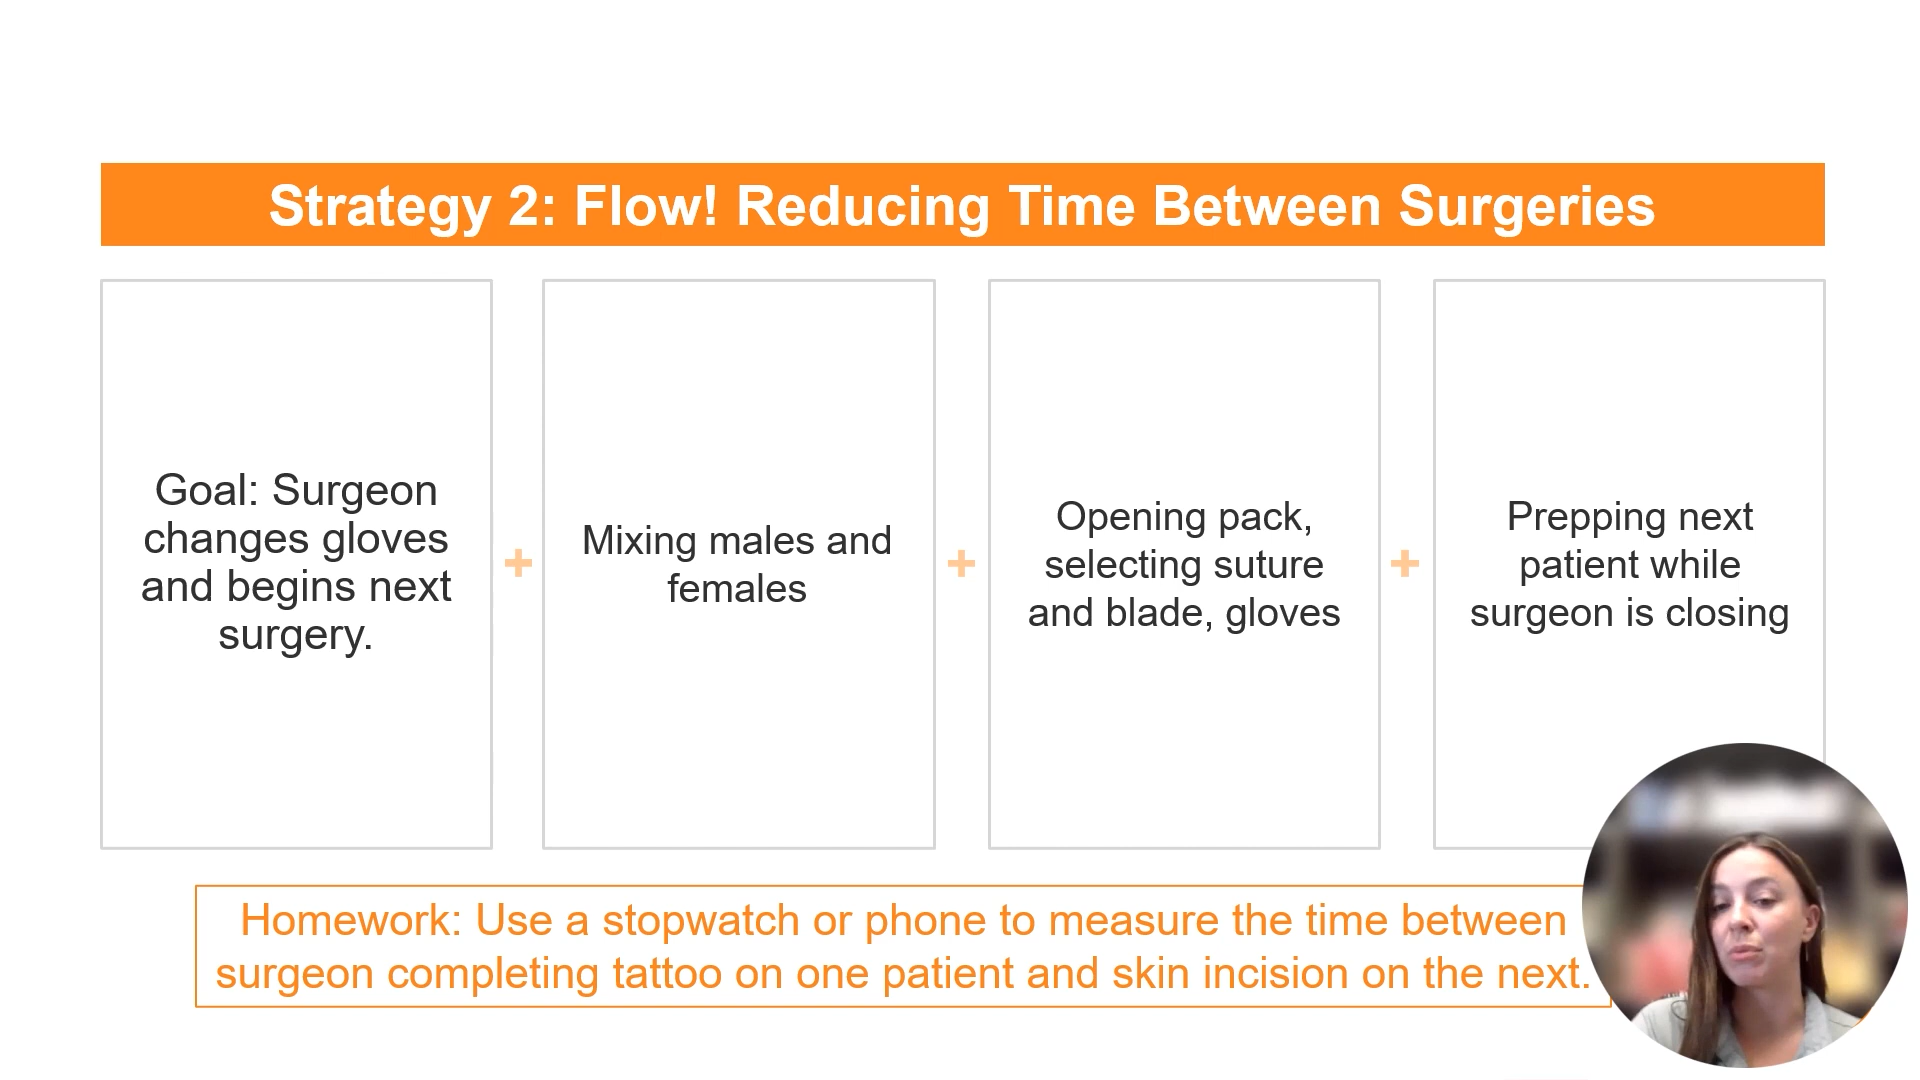 Strategy 2: Flow! Reducing Time Between Surgeries
Goal: Surgeon
changes gloves
and begins next
surgery.
+
Mixing males and
females
+
Opening pack,
selecting suture
and blade, gloves
+
Prepping next
patient while
surgeon is closing
Homework: Use a stopwatch or phone to measure the time between
surgeon completing tattoo on one patient and skin incision on the next.